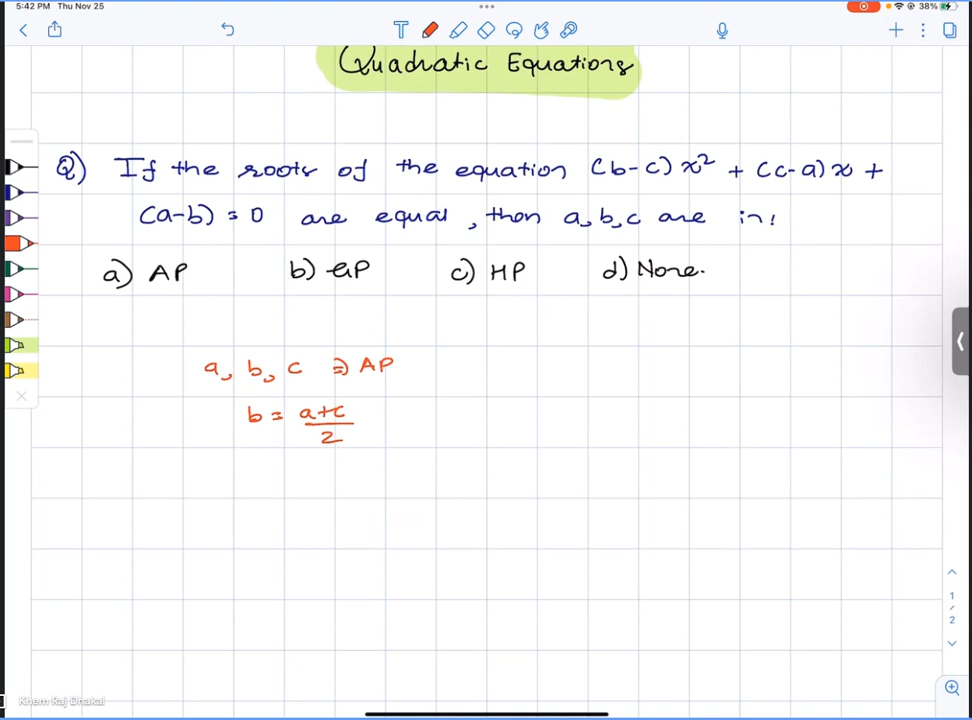 5:42 PM Thu Nov 25
38%
Quadratic Equations
Q) If the roots of the equation (b-c)x² + (c-a)x +
(a-b) = 0 are equal, then a, b, c are in:
a) AP b) GP c) HP d) None.
a, b, c ⇒ AP
b = a+c
2
1
/
2
Khem Raj Dhakal